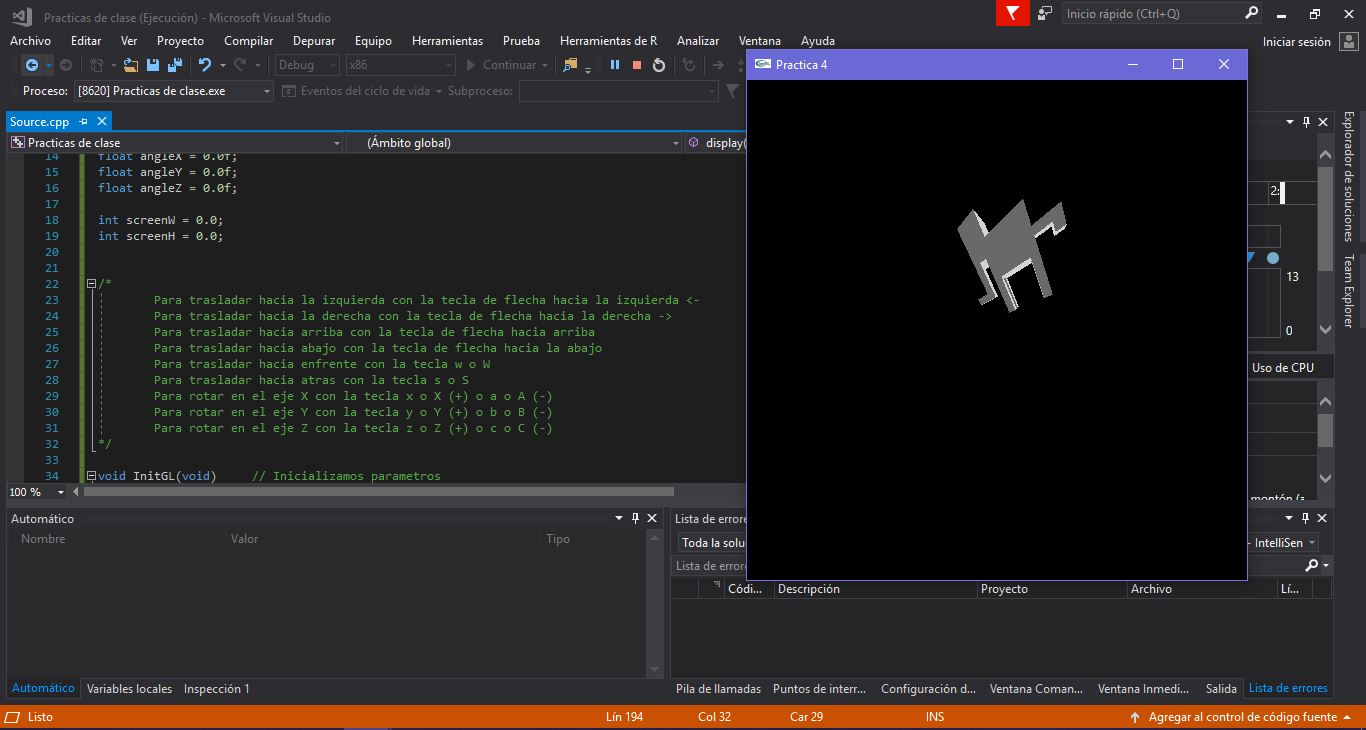 Practicas de clase (Ejecución) - Microsoft Visual Studio
Inicio rápido (Ctrl+Q)
Archivo Editar Ver Proyecto Compilar Depurar Equipo Herramientas Prueba Herramientas de R Analizar Ventana Ayuda
Iniciar sesión
Debug x86 Continuar
Practica 4
Proceso: [8620] Practicas de clase.exe Eventos del ciclo de vida Subproceso:
Source.cpp
Practicas de clase (Ámbito global) display(
14 float angleX = 0.0f;
15 float angleY = 0.0f;
16 float angleZ = 0.0f;
17
18 int screenW = 0.0;
19 int screenH = 0.0;
20
21
22 /*
23 Para trasladar hacia la izquierda con la tecla de flecha hacia la izquierda <-
24 Para trasladar hacia la derecha con la tecla de flecha hacia la derecha ->
25 Para trasladar hacia arriba con la tecla de flecha hacia arriba
26 Para trasladar hacia abajo con la tecla de flecha hacia la abajo
27 Para trasladar hacia enfrente con la tecla w o W
28 Para trasladar hacia atras con la tecla s o S
29 Para rotar en el eje X con la tecla x o X (+) o a o A (-)
30 Para rotar en el eje Y con la tecla y o Y (+) o b o B (-)
31 Para rotar en el eje Z con la tecla z o Z (+) o c o C (-)
32 */
33
34 void InitGL(void) // Inicializamos parametros
100 %
2:
13
0
Uso de CPU
Explorador de soluciones
Team Explorer
Automático
Nombre Valor Tipo
Lista de errore
Toda la solu
- IntelliSen
Lista de errore
Códi... Descripción Proyecto Archivo Lí...
Automático Variables locales Inspección 1
Pila de llamadas Puntos de interr... Configuración d... Ventana Coman... Ventana Inmedi... Salida Lista de errores
Listo Lín 194 Col 32 Car 29 INS Agregar al control de código fuente